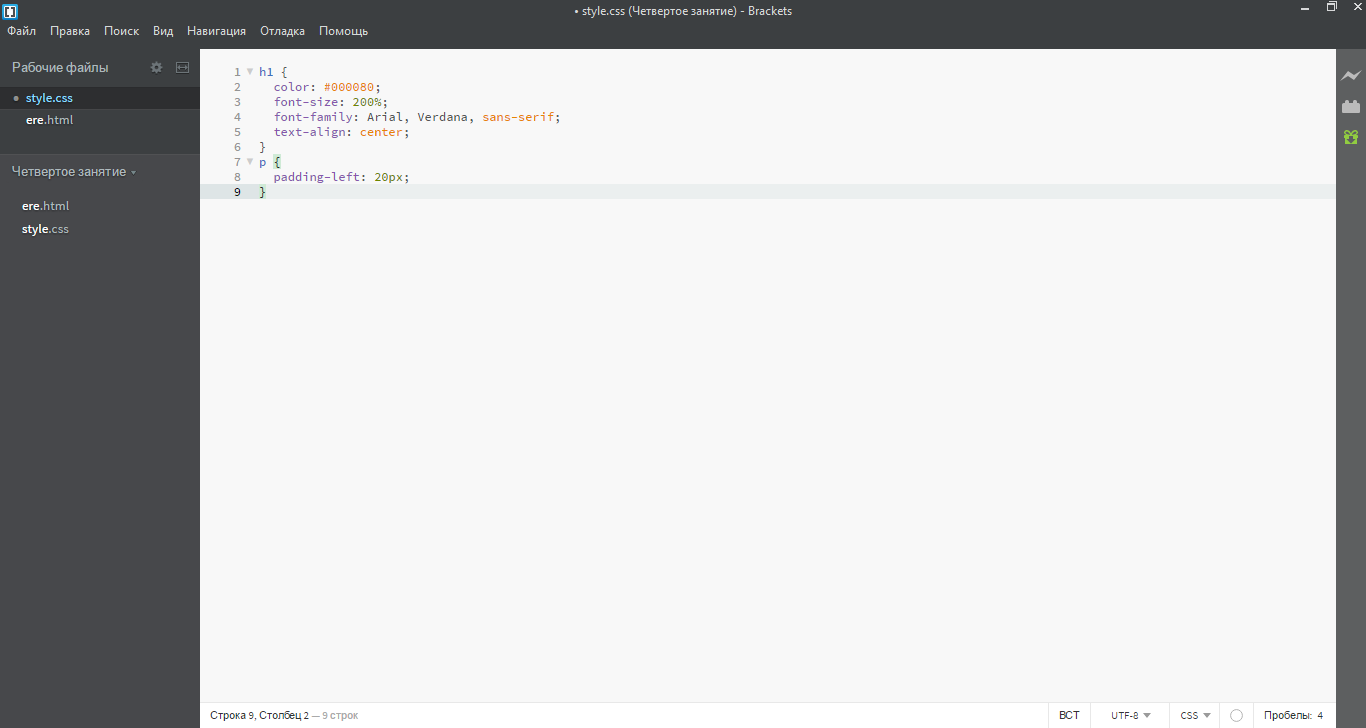 • style.css (Четвертое занятие) - Brackets
Файл Правка Поиск Вид Навигация Отладка Помощь
Рабочие файлы
• style.css
ere.html
Четвертое занятие
ere.html
style.css
1 h1 {
2 color: #000080;
3 font-size: 200%;
4 font-family: Arial, Verdana, sans-serif;
5 text-align: center;
6 }
7 p {
8 padding-left: 20px;
9 }
Строка 9, Столбец 2 — 9 строк ВСТ UTF-8 CSS Пробелы: 4